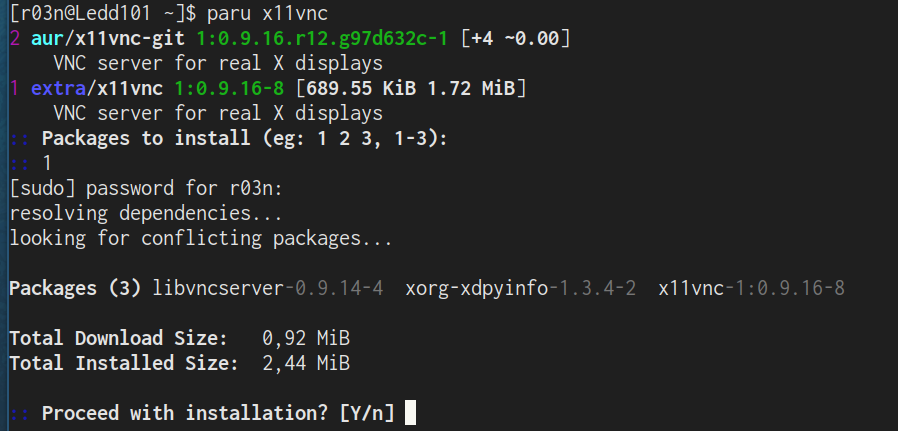 [r03n@Ledd101 ~]$ paru x11vnc
2 aur/x11vnc-git 1:0.9.16.r12.g97d632c-1 [+4 ~0.00]
    VNC server for real X displays
1 extra/x11vnc 1:0.9.16-8 [689.55 KiB 1.72 MiB]
    VNC server for real X displays
:: Packages to install (eg: 1 2 3, 1-3):
:: 1
[sudo] password for r03n:
resolving dependencies...
looking for conflicting packages...
Packages (3) libvncserver-0.9.14-4  xorg-xdpyinfo-1.3.4-2  x11vnc-1:0.9.16-8
Total Download Size:   0,92 MiB
Total Installed Size:  2,44 MiB
:: Proceed with installation? [Y/n]